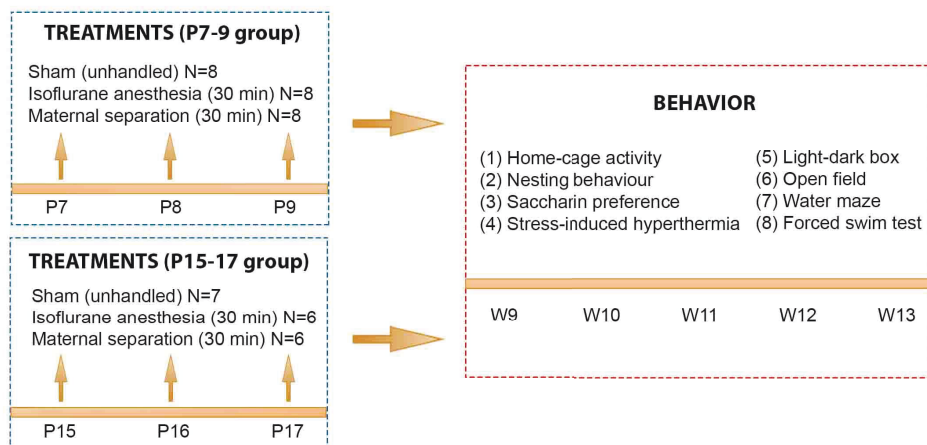 TREATMENTS (P7-9 group)
Sham (unhandled) N=8
Isoflurane anesthesia (30 min) N=8
Maternal separation (30 min) N=8
P7 P8 P9
TREATMENTS (P15-17 group)
Sham (unhandled) N=7
Isoflurane anesthesia (30 min) N=6
Maternal separation (30 min) N=6
P15 P16 P17
BEHAVIOR
(1) Home-cage activity
(2) Nesting behaviour
(3) Saccharin preference
(4) Stress-induced hyperthermia
(5) Light-dark box
(6) Open field
(7) Water maze
(8) Forced swim test
W9 W10 W11 W12 W13